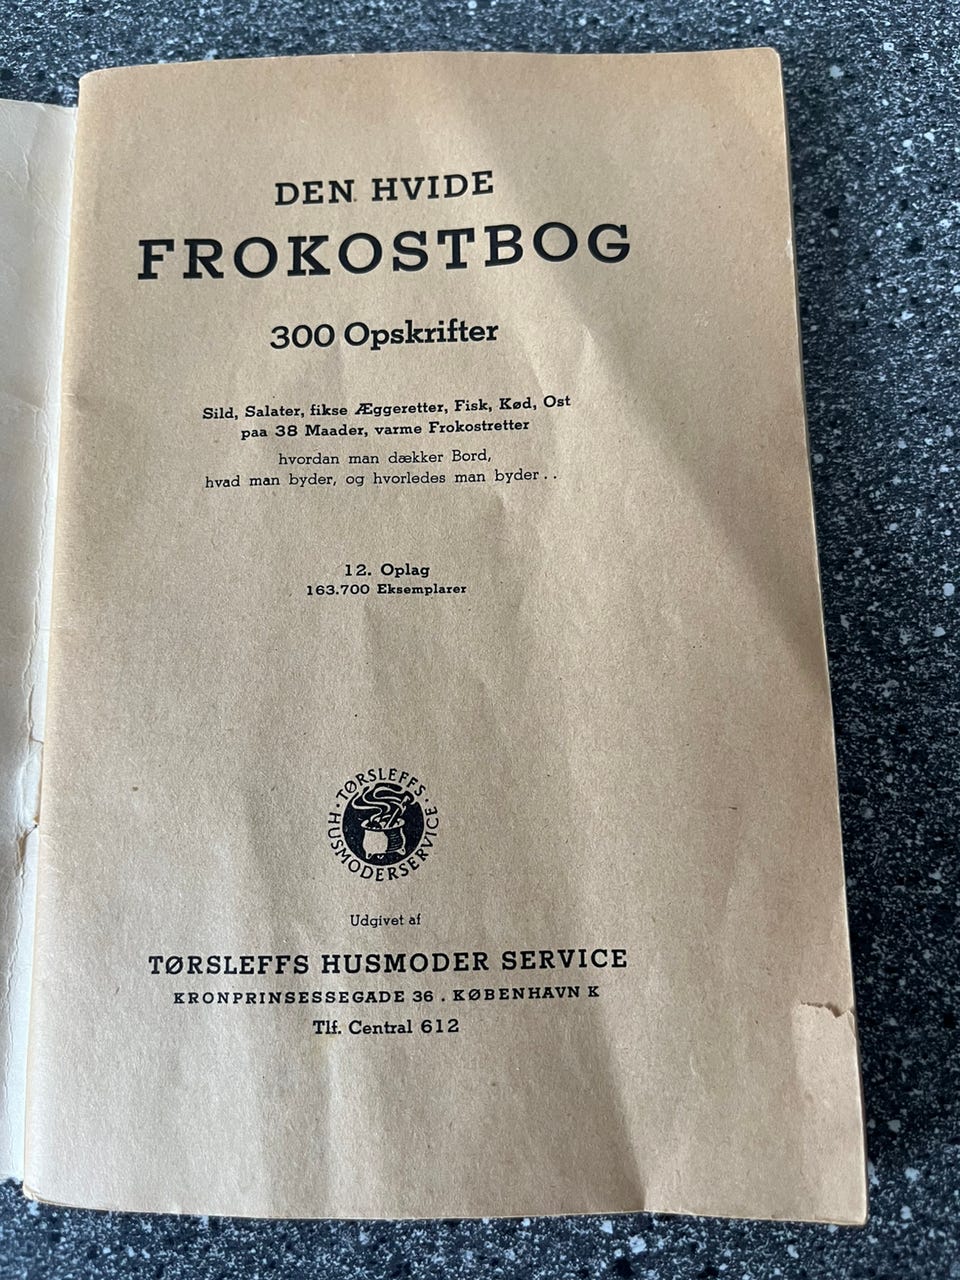 DEN HVIDE
FROKOSTBOG
300 Opskrifter
Sild, Salater, fikse Æggeretter, Fisk, Kød, Ost
paa 38 Maader, varme Frokostretter
hvordan man dækker Bord,
hvad man byder, og hvorledes man byder . .
12. Oplag
163.700 Eksemplarer
· TØRSLEFFS ·
HUSMODERSERVICE
Udgivet af
TØRSLEFFS HUSMODER SERVICE
KRONPRINSESSEGADE 36 . KØBENHAVN K
Tlf. Central 612